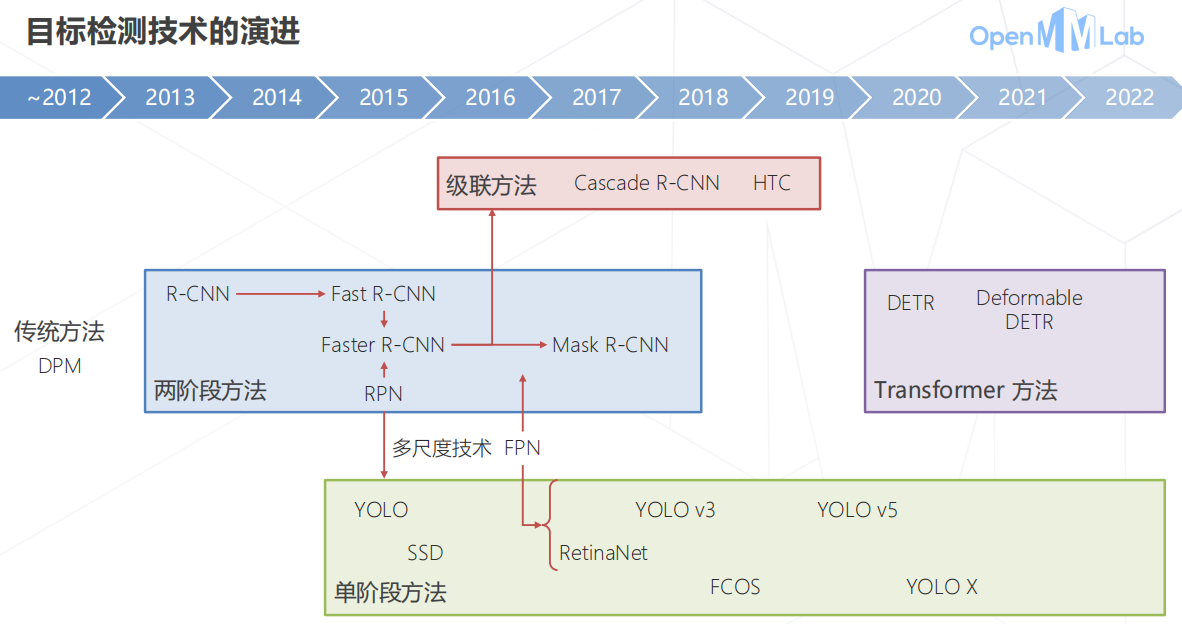 目标检测技术的演进
OpenMMLab
~2012 2013 2014 2015 2016 2017 2018 2019 2020 2021 2022
级联方法 Cascade R-CNN HTC
传统方法
DPM
R-CNN Fast R-CNN
Faster R-CNN Mask R-CNN
两阶段方法 RPN
DETR Deformable
DETR
Transformer 方法
多尺度技术 FPN
YOLO YOLO v3 YOLO v5
SSD RetinaNet
单阶段方法 FCOS YOLO X